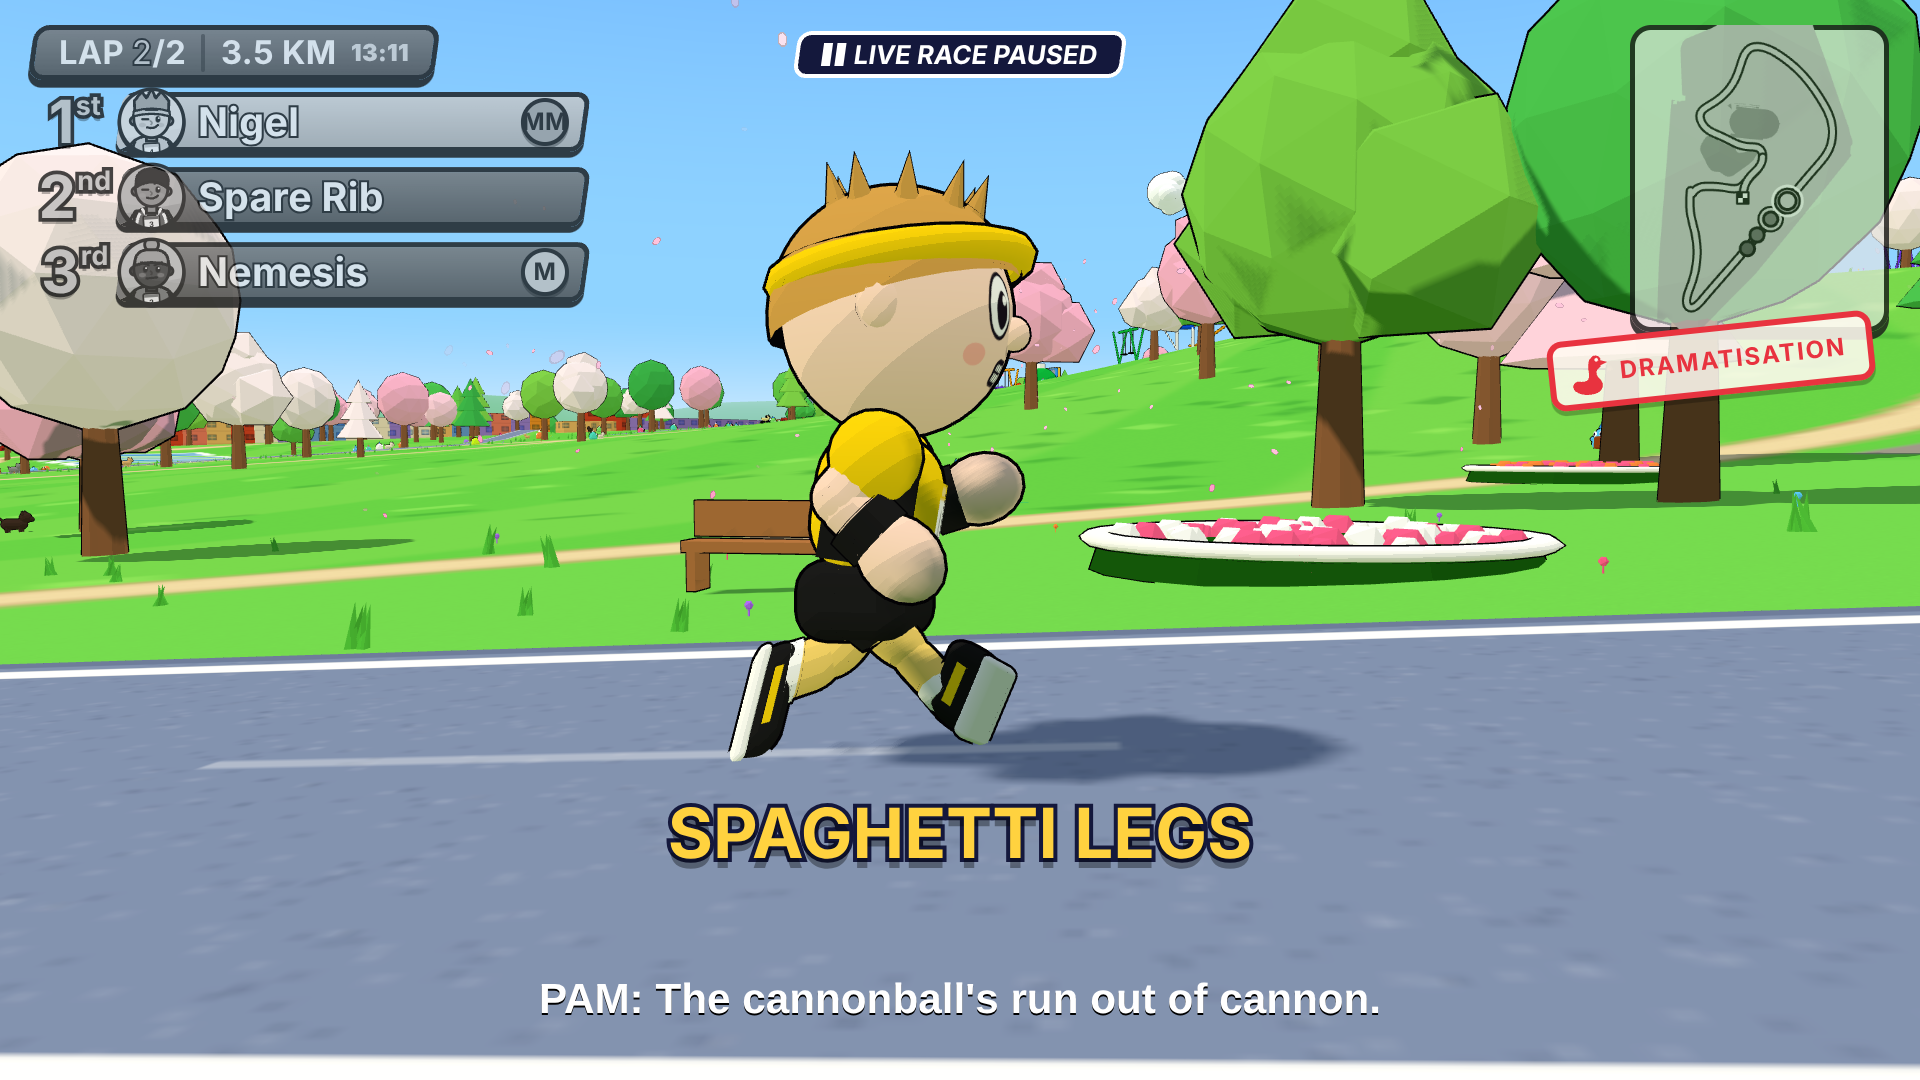 LAP 2/2 3.5 KM 13:11
LIVE RACE PAUSED
1st Nigel MM
2nd Spare Rib
3rd Nemesis M
DRAMATISATION
SPAGHETTI LEGS
PAM: The cannonball's run out of cannon.